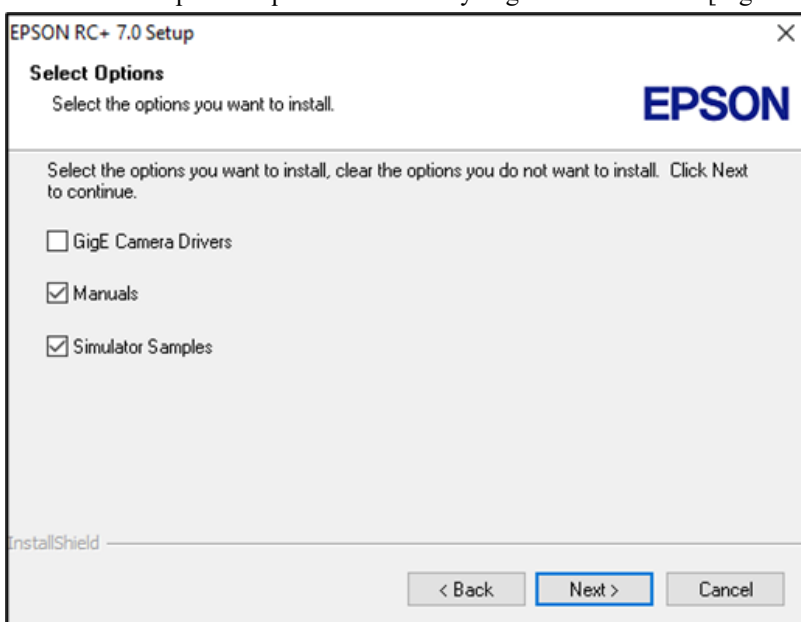 EPSON RC+ 7.0 Setup
Select Options
Select the options you want to install.
EPSON
Select the options you want to install, clear the options you do not want to install. Click Next
to continue.
GigE Camera Drivers
Manuals
Simulator Samples
InstallShield
< Back
Next >
Cancel